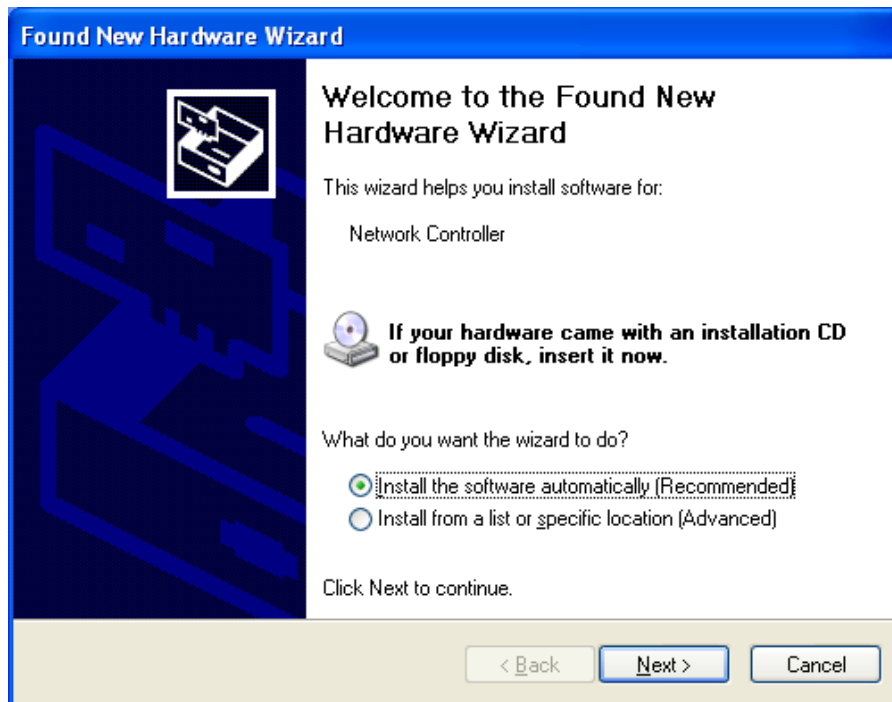 Found New Hardware Wizard
Welcome to the Found New
Hardware Wizard
This wizard helps you install software for:
Network Controller
If your hardware came with an installation CD
or floppy disk, insert it now.
What do you want the wizard to do?
Install the software automatically (Recommended)
Install from a list or specific location (Advanced)
Click Next to continue.
< Back Next > Cancel